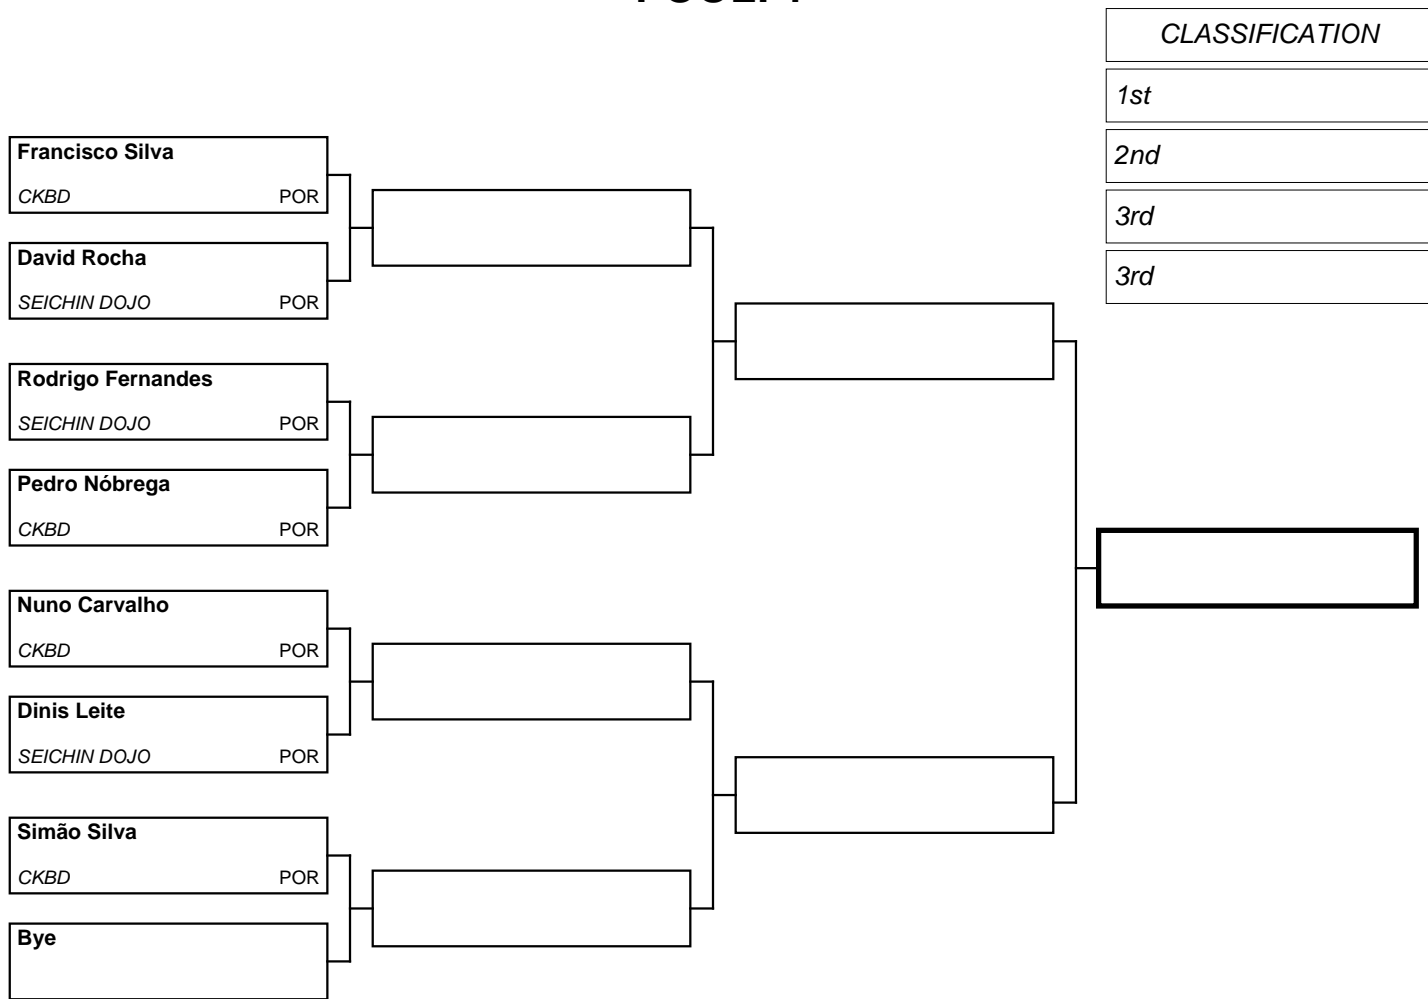 CLASSIFICATION
1st
2nd
3rd
3rd
Francisco Silva
CKBD POR
David Rocha
SEICHIN DOJO POR
Rodrigo Fernandes
SEICHIN DOJO POR
Pedro Nóbrega
CKBD POR
Nuno Carvalho
CKBD POR
Dinis Leite
SEICHIN DOJO POR
Simão Silva
CKBD POR
Bye